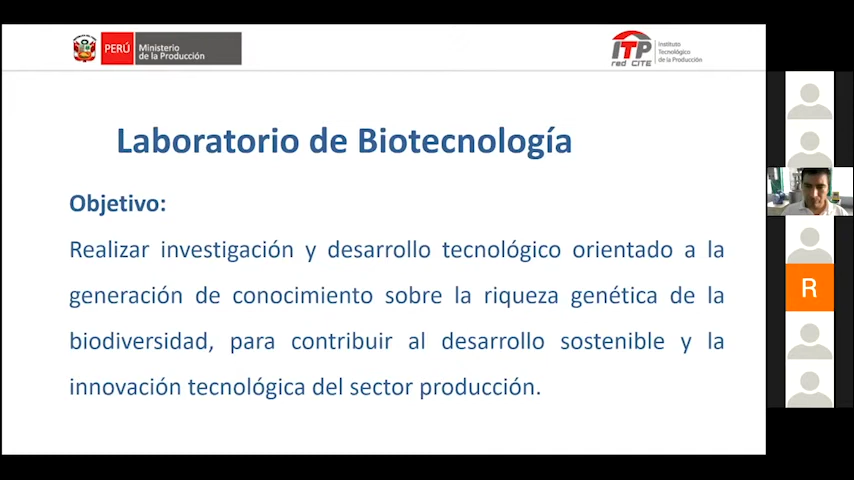 PERÚ
Ministerio
de la Producción
ITP
red CITE
Instituto
Tecnológico
de la Producción
Laboratorio de Biotecnología
Objetivo:
Realizar investigación y desarrollo tecnológico orientado a la
generación de conocimiento sobre la riqueza genética de la
biodiversidad, para contribuir al desarrollo sostenible y la
innovación tecnológica del sector producción.
R